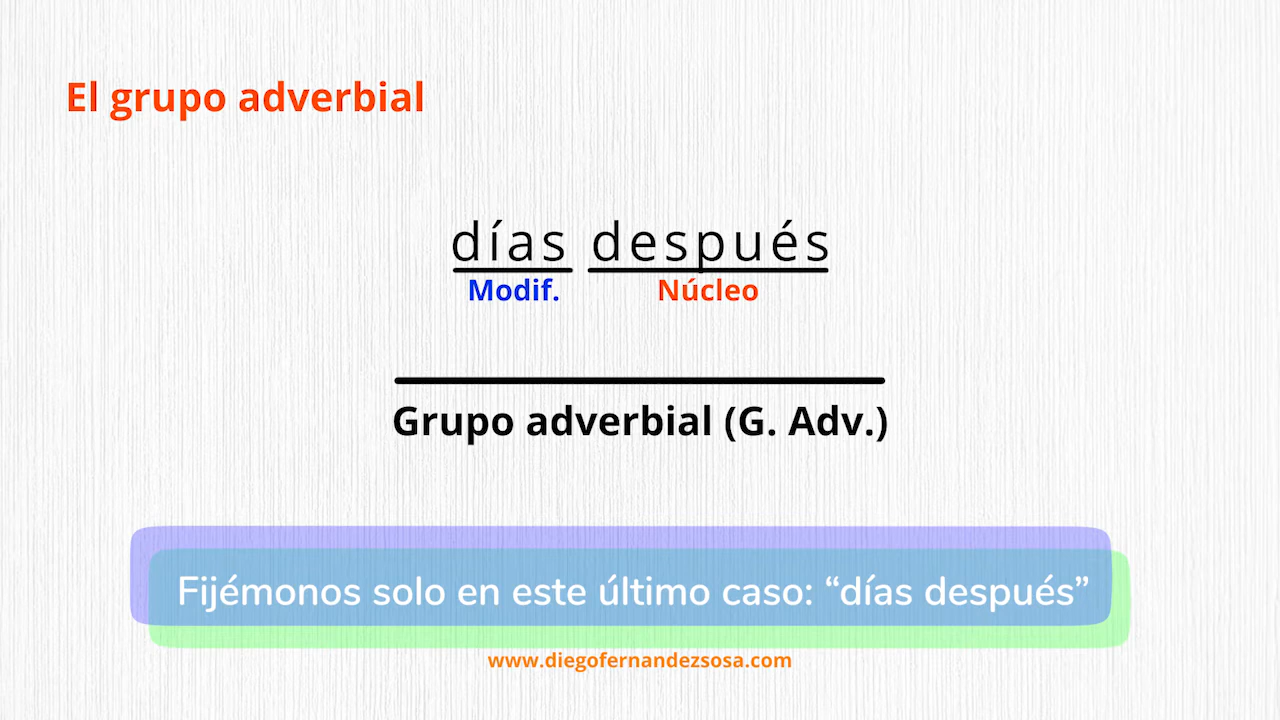 El grupo adverbial
días después
Modif. Núcleo
Grupo adverbial (G. Adv.)
Fijémonos solo en este último caso: “días después”
www.diegofernandezsosa.com